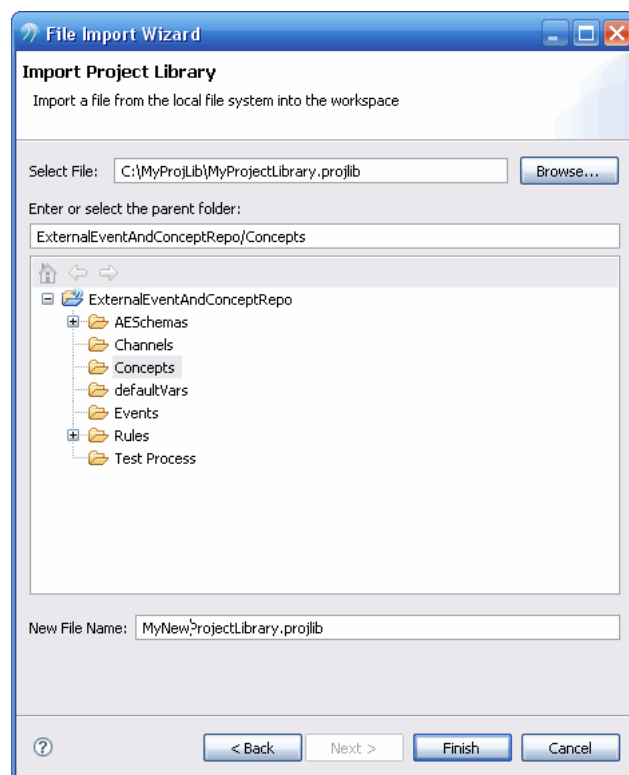 File Import Wizard
Import Project Library
Import a file from the local file system into the workspace
Select File: C:\MyProjLib\MyProjectLibrary.projlib Browse...
Enter or select the parent folder:
ExternalEventAndConceptRepo/Concepts
ExternalEventAndConceptRepo
AESchemas
Channels
Concepts
defaultVars
Events
Rules
Test Process
New File Name: MyNewProjectLibrary.projlib
< Back Next > Finish Cancel